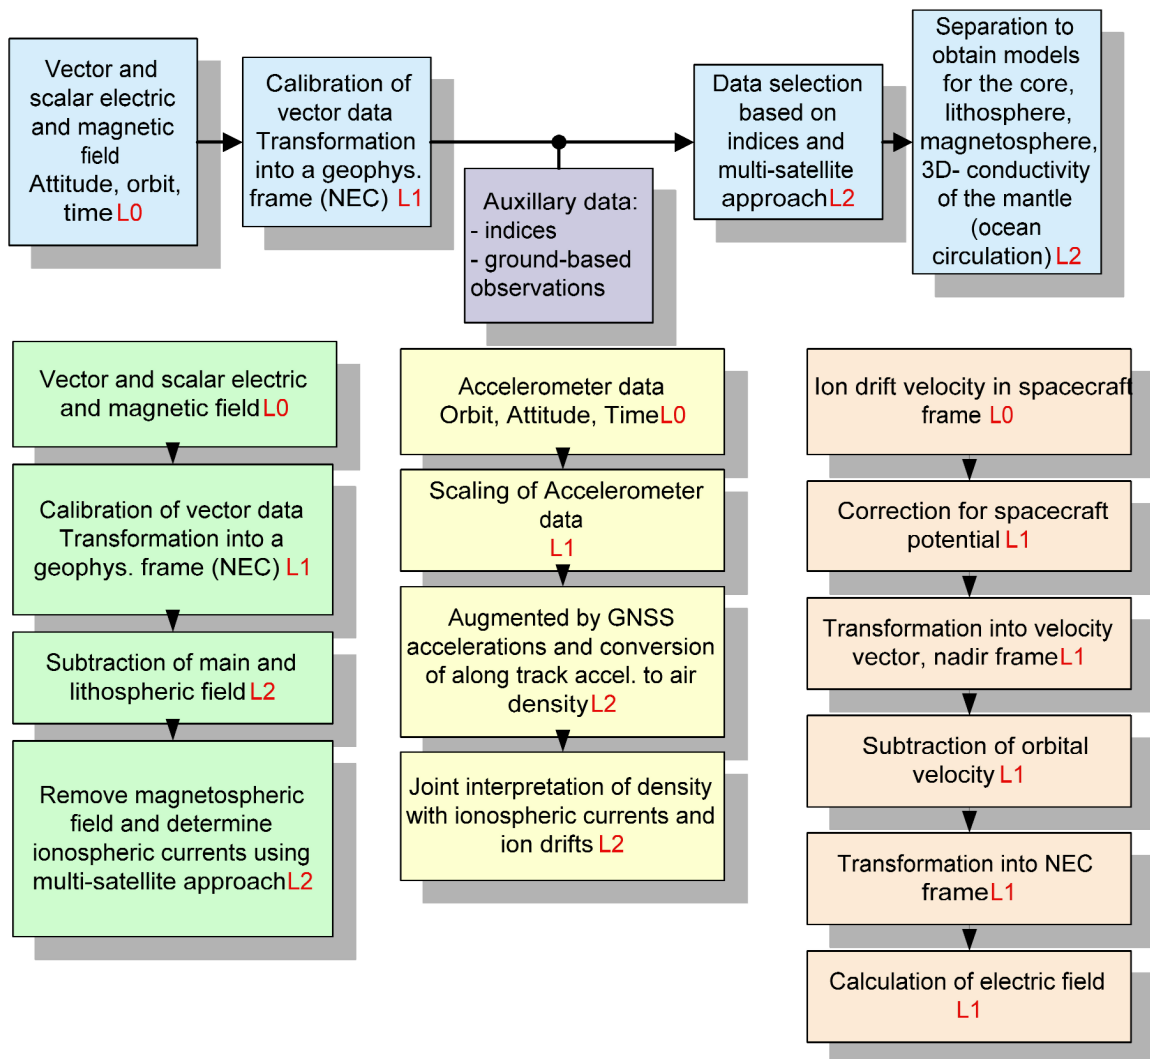 Vector and
scalar electric
and magnetic
field
Attitude, orbit,
time L0
Calibration of
vector data
Transformation
into a geophys.
frame (NEC) L1
Auxillary data:
- indices
- ground-based
observations
Data selection
based on
indices and
multi-satellite
approach L2
Separation to
obtain models
for the core,
lithosphere,
magnetosphere,
3D- conductivity
of the mantle
(ocean
circulation) L2
Vector and scalar electric
and magnetic field L0
Calibration of vector data
Transformation into a
geophys. frame (NEC) L1
Subtraction of main and
lithospheric field L2
Remove magnetospheric
field and determine
ionospheric currents using
multi-satellite approach L2
Accelerometer data
Orbit, Attitude, Time L0
Scaling of Accelerometer
data
L1
Augmented by GNSS
accelerations and conversion
of along track accel. to air
density L2
Joint interpretation of density
with ionospheric currents and
ion drifts L2
Ion drift velocity in spacecraft
frame L0
Correction for spacecraft
potential L1
Transformation into velocity
vector, nadir frame L1
Subtraction of orbital
velocity L1
Transformation into NEC
frame L1
Calculation of electric field
L1